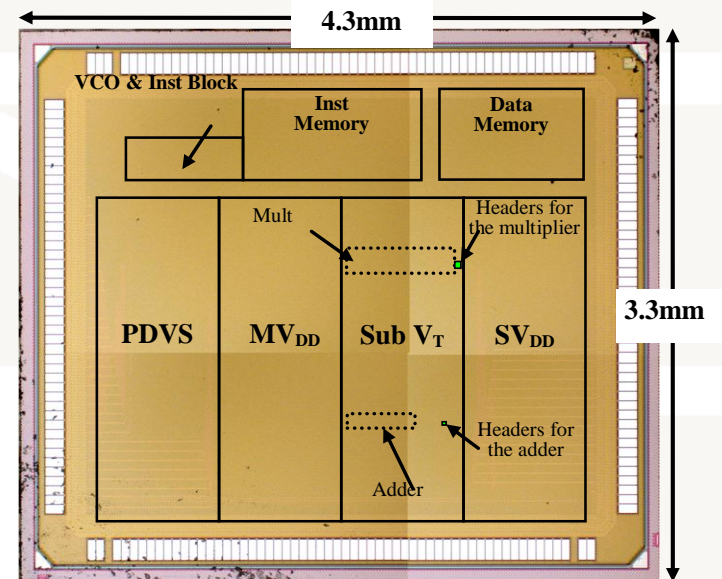 4.3mm
VCO & Inst Block
Inst
Memory
Data
Memory
Mult
Headers for
the multiplier
3.3mm
PDVS
MVDD
Sub VT
SVDD
Headers for
the adder
Adder